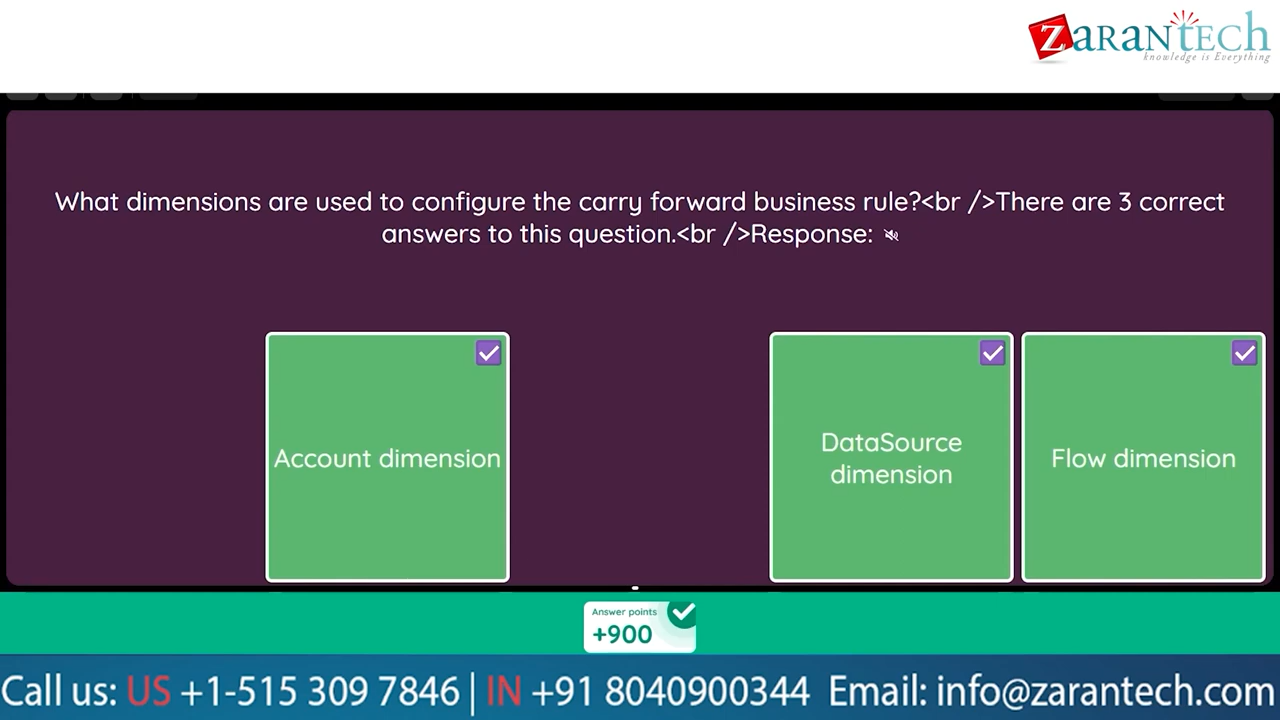 ZARANTECH
knowledge is Everything
What dimensions are used to configure the carry forward business rule?<br />There are 3 correct
answers to this question.<br />Response:
Account dimension
DataSource
dimension
Flow dimension
Answer points
+900
Call us: US +1-515 309 7846 | IN +91 8040900344 Email: info@zarantech.com